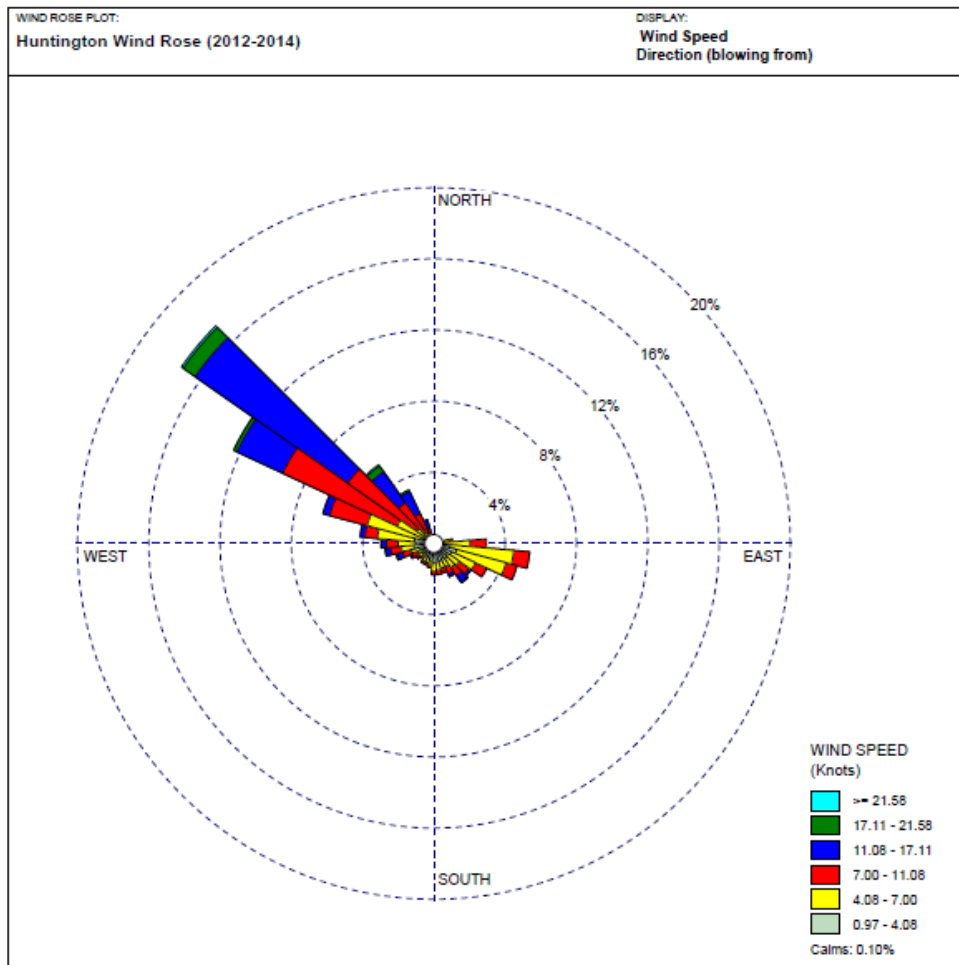 WIND ROSE PLOT:
Huntington Wind Rose (2012-2014)
DISPLAY:
Wind Speed
Direction (blowing from)
NORTH
20%
16%
12%
8%
4%
WEST
EAST
SOUTH
WIND SPEED
(Knots)
>= 21.58
17.11 - 21.58
11.08 - 17.11
7.00 - 11.08
4.08 - 7.00
0.97 - 4.08
Calms: 0.10%